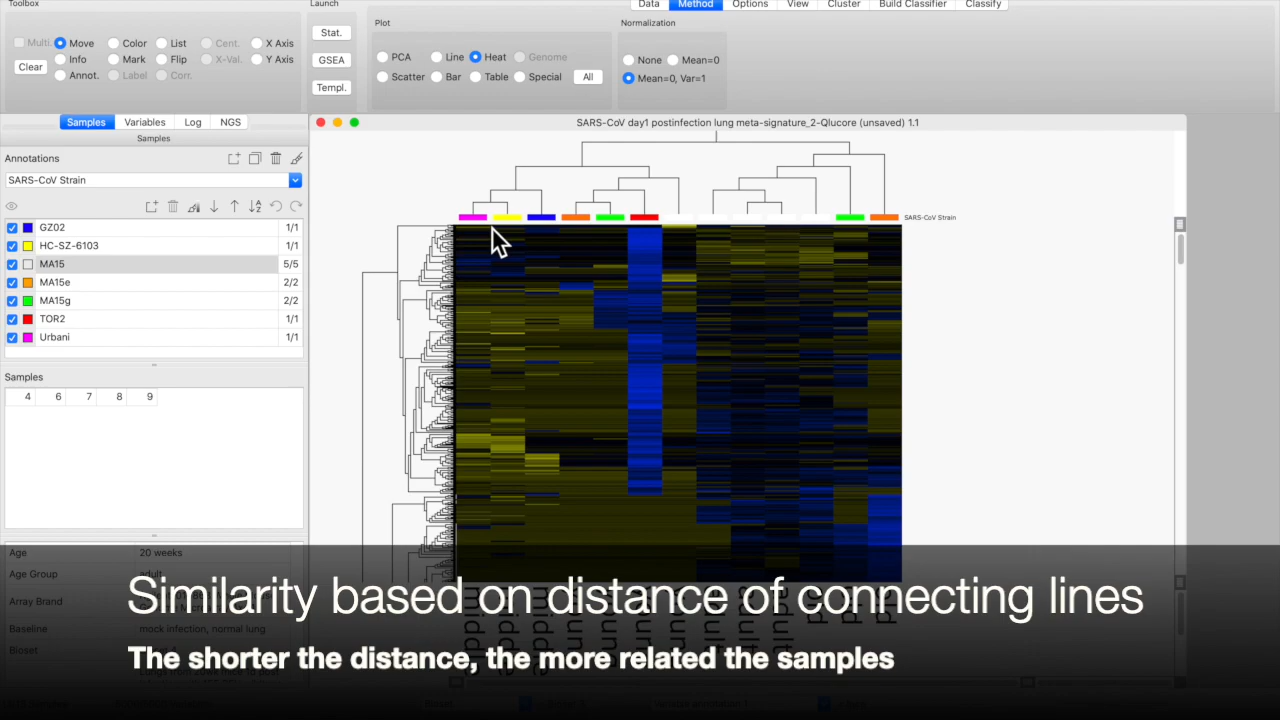 Toolbox
Launch
Data Method Options View Cluster Build Classifier Classify
Plot
Normalization
Multi. Move Color List Cent. X Axis
Stat.
Info Mark Flip X-Val. Y Axis
Clear
GSEA
PCA Line Heat Genome
None Mean=0
Annot. Label Corr.
Templ.
Scatter Bar Table Special All
Mean=0, Var=1
Samples Variables Log NGS
SARS-CoV day1 postinfection lung meta-signature_2-Qlucore (unsaved) 1.1
Samples
Annotations
SARS-CoV Strain
SARS-CoV Strain
GZ02 1/1
HC-SZ-6103 1/1
MA15 5/5
MA15e 2/2
MA15g 2/2
TOR2 1/1
Urbani 1/1
Samples
4 6 7 8 9
Age 20 weeks
Age Group adult
Array Brand
Baseline mock infection, normal lung
Bioset
Similarity based on distance of connecting lines
The shorter the distance, the more related the samples